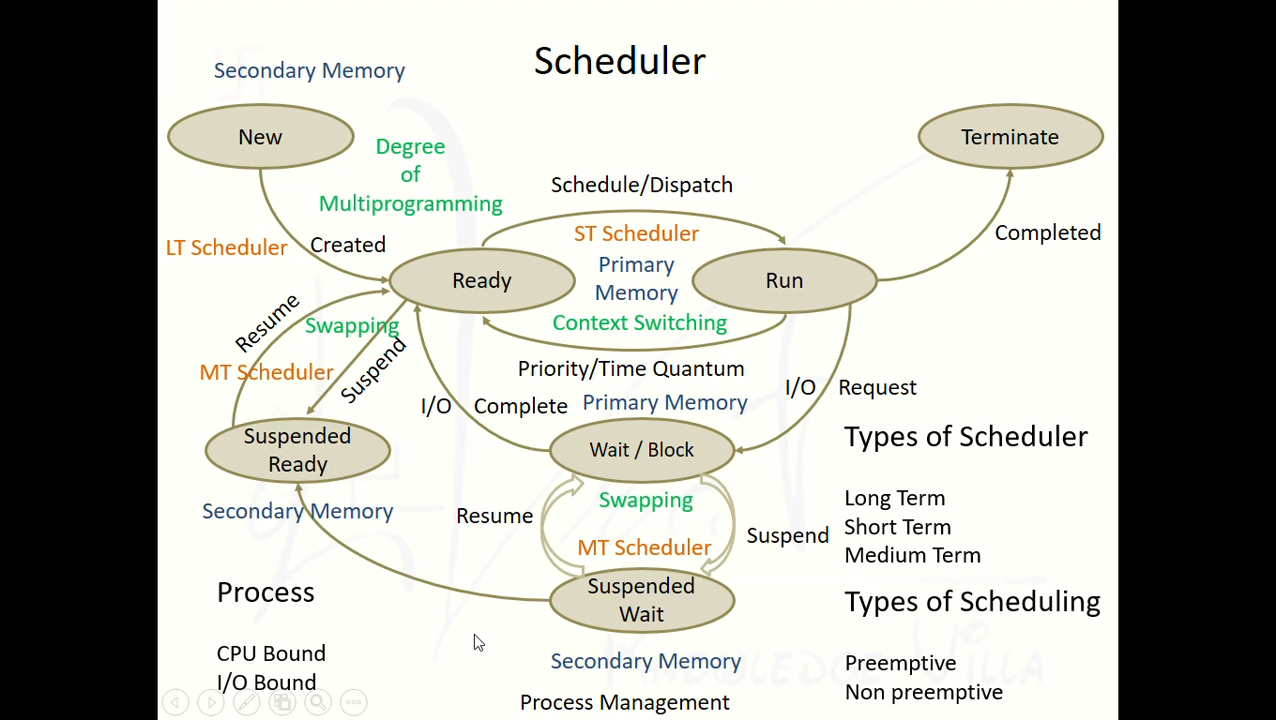 Scheduler
Secondary Memory
New
Terminate
Degree
of
Multiprogramming
Schedule/Dispatch
LT Scheduler
Created
ST Scheduler
Completed
Ready
Primary
Memory
Run
Resume
Swapping
Context Switching
MT Scheduler
Suspend
Priority/Time Quantum
I/O Complete
Primary Memory
I/O Request
Suspended
Ready
Wait / Block
Types of Scheduler
Secondary Memory
Resume
Swapping
Suspend
Long Term
Short Term
Medium Term
MT Scheduler
Suspended
Wait
Process
Types of Scheduling
CPU Bound
I/O Bound
Secondary Memory
Preemptive
Non preemptive
Process Management
KNOWLEDGE VILLA